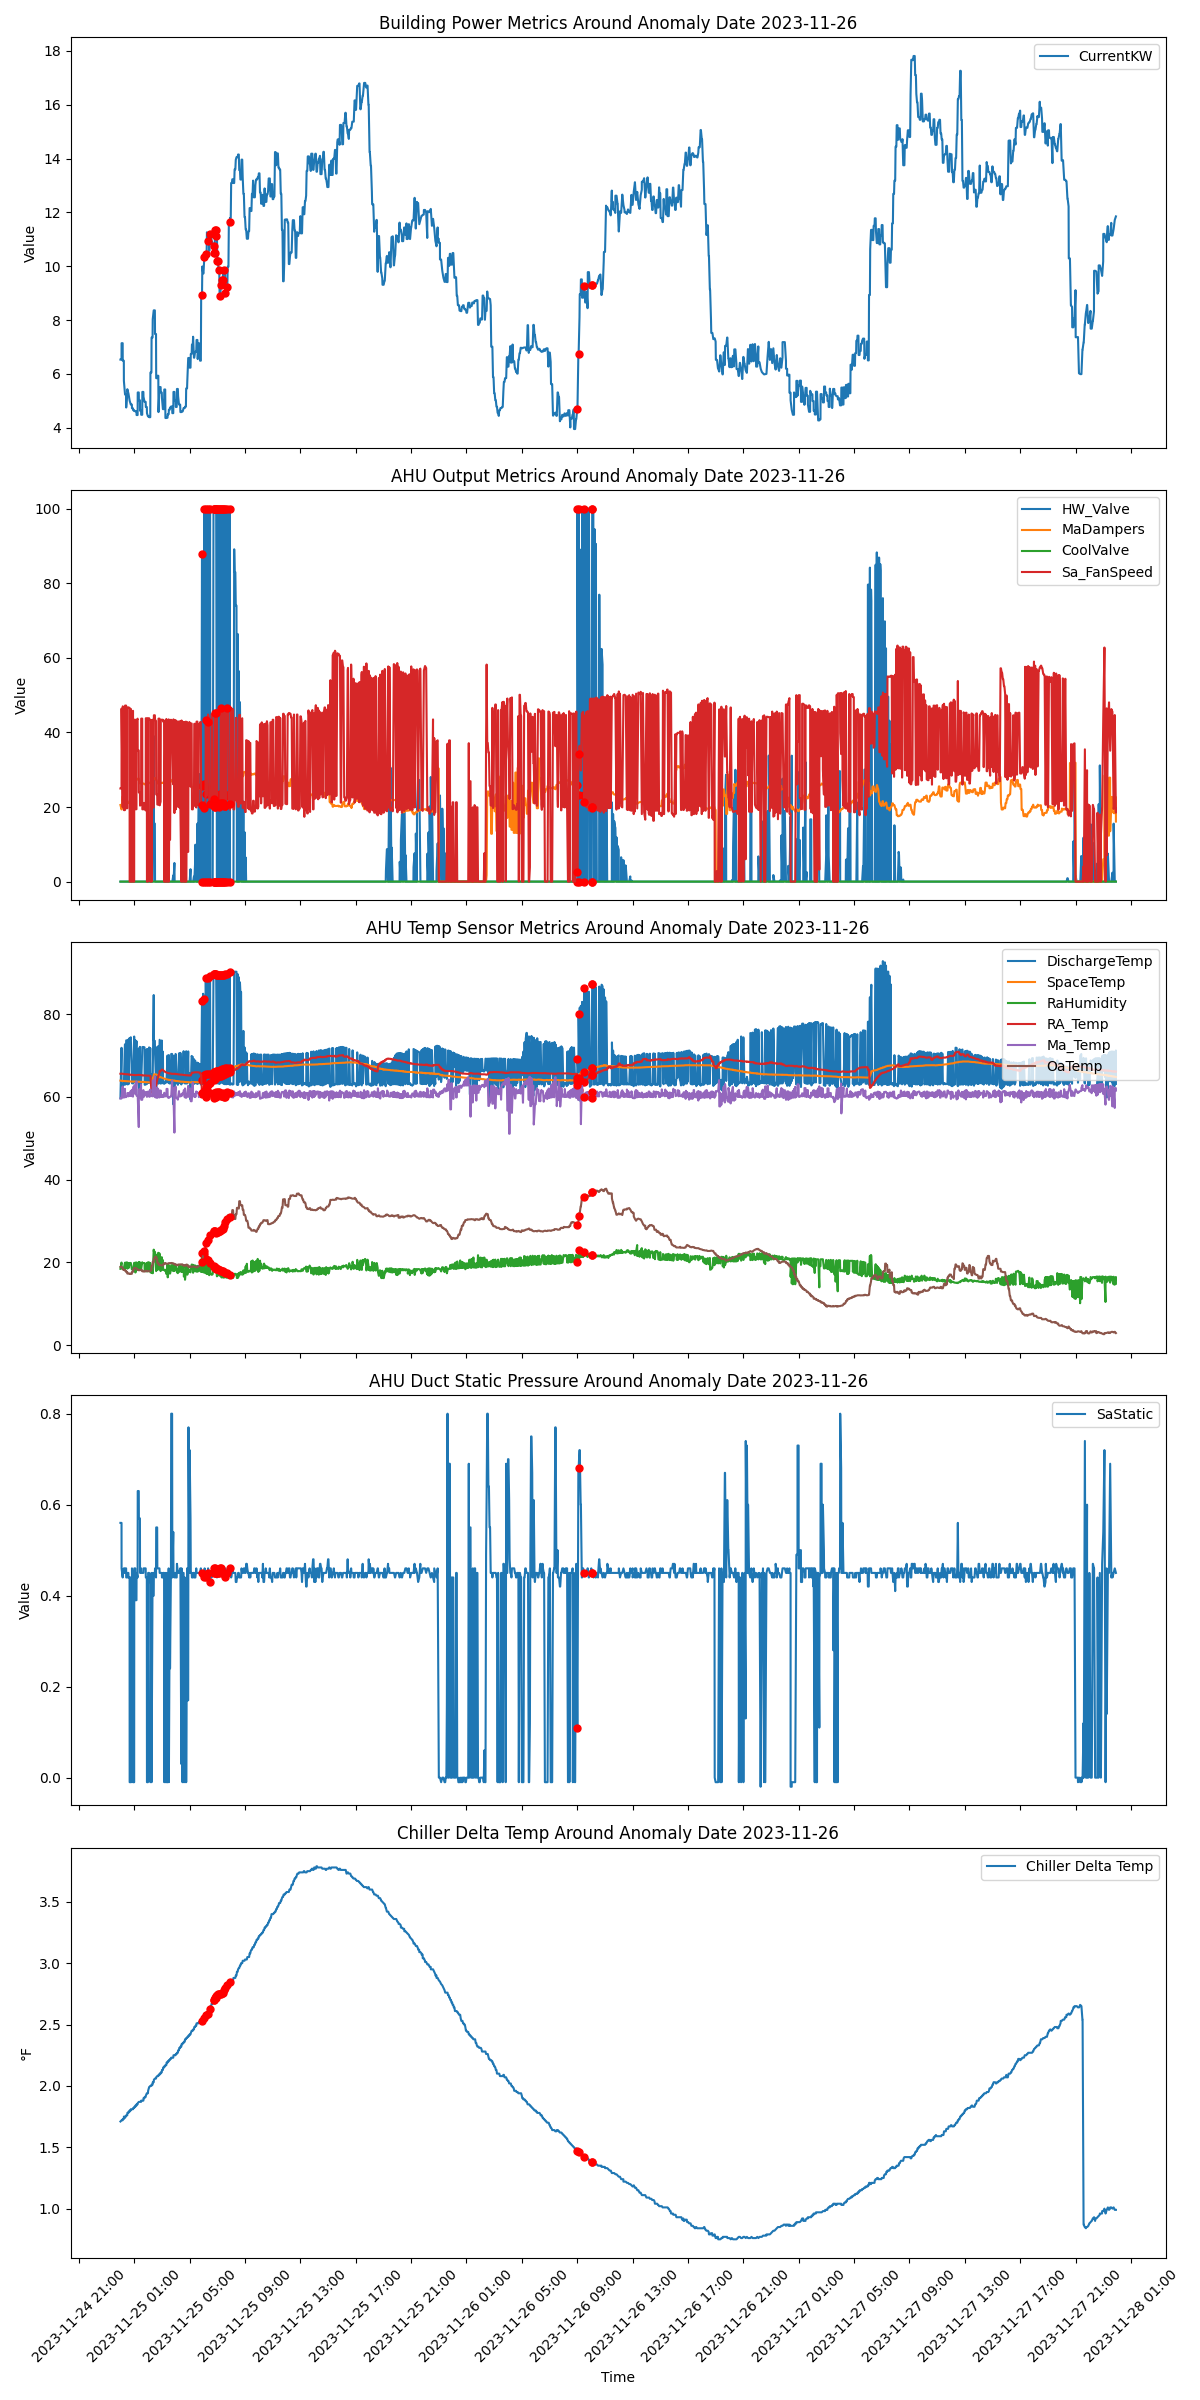 Building Power Metrics Around Anomaly Date 2023-11-26
CurrentKW
18
16
14
12
10
8
6
4
Value
AHU Output Metrics Around Anomaly Date 2023-11-26
HW_Valve
MaDampers
CoolValve
Sa_FanSpeed
100
80
60
40
20
0
Value
AHU Temp Sensor Metrics Around Anomaly Date 2023-11-26
DischargeTemp
SpaceTemp
RaHumidity
RA_Temp
Ma_Temp
OaTemp
80
60
40
20
0
Value
AHU Duct Static Pressure Around Anomaly Date 2023-11-26
SaStatic
0.8
0.6
0.4
0.2
0.0
Value
Chiller Delta Temp Around Anomaly Date 2023-11-26
Chiller Delta Temp
3.5
3.0
2.5
2.0
1.5
1.0
°F
2023-11-24 21:00
2023-11-25 01:00
2023-11-25 05:00
2023-11-25 09:00
2023-11-25 13:00
2023-11-25 17:00
2023-11-25 21:00
2023-11-26 01:00
2023-11-26 05:00
2023-11-26 09:00
2023-11-26 13:00
2023-11-26 17:00
2023-11-26 21:00
2023-11-27 01:00
2023-11-27 05:00
2023-11-27 09:00
2023-11-27 13:00
2023-11-27 17:00
2023-11-27 21:00
2023-11-28 01:00
Time